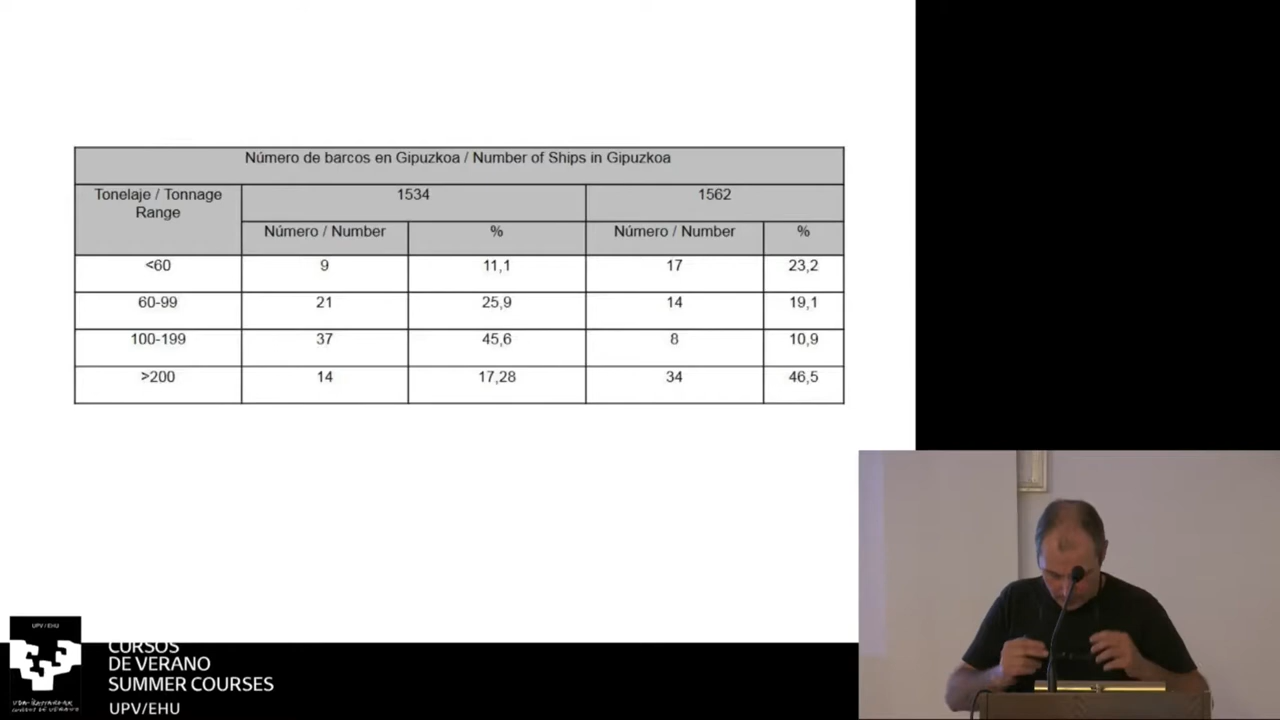 Número de barcos en Gipuzkoa / Number of Ships in Gipuzkoa
Tonelaje / Tonnage Range 1534 1562
Número / Number % Número / Number %
<60 9 11,1 17 23,2
60-99 21 25,9 14 19,1
100-199 37 45,6 8 10,9
>200 14 17,28 34 46,5
UPV/EHU
CURSOS
DE VERANO
SUMMER COURSES
UPV/EHU